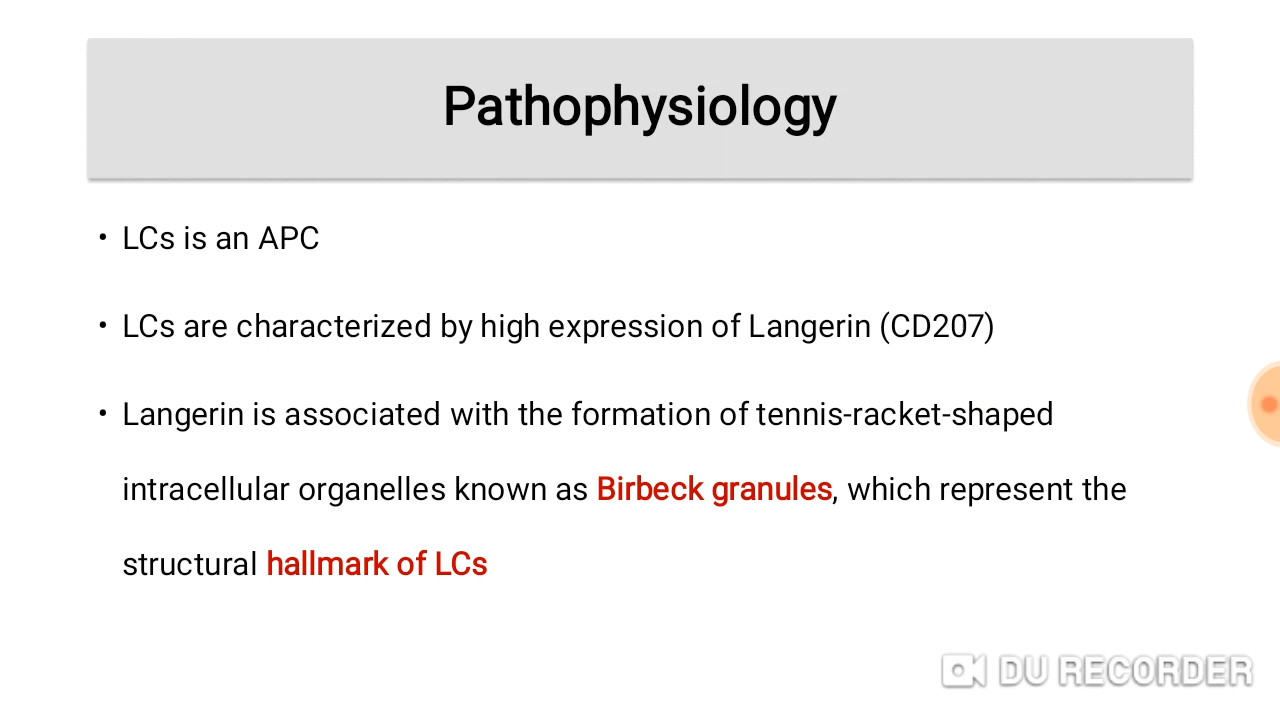 Pathophysiology
• LCs is an APC
• LCs are characterized by high expression of Langerin (CD207)
• Langerin is associated with the formation of tennis-racket-shaped
intracellular organelles known as Birbeck granules, which represent the
structural hallmark of LCs
DU RECORDER